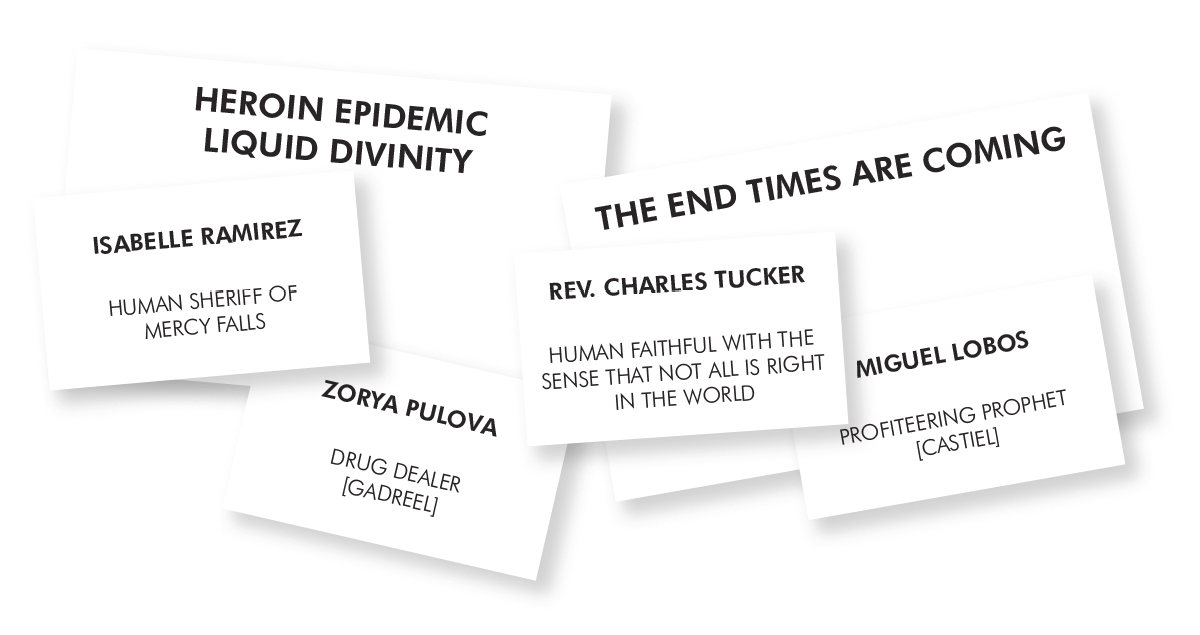 HEROIN EPIDEMIC
LIQUID DIVINITY
ISABELLE RAMIREZ
HUMAN SHERIFF OF
MERCY FALLS
ZORYA PULOVA
DRUG DEALER
[GADREEL]
THE END TIMES ARE COMING
REV. CHARLES TUCKER
HUMAN FAITHFUL WITH THE
SENSE THAT NOT ALL IS RIGHT
IN THE WORLD
MIGUEL LOBOS
PROFITEERING PROPHET
[CASTIEL]